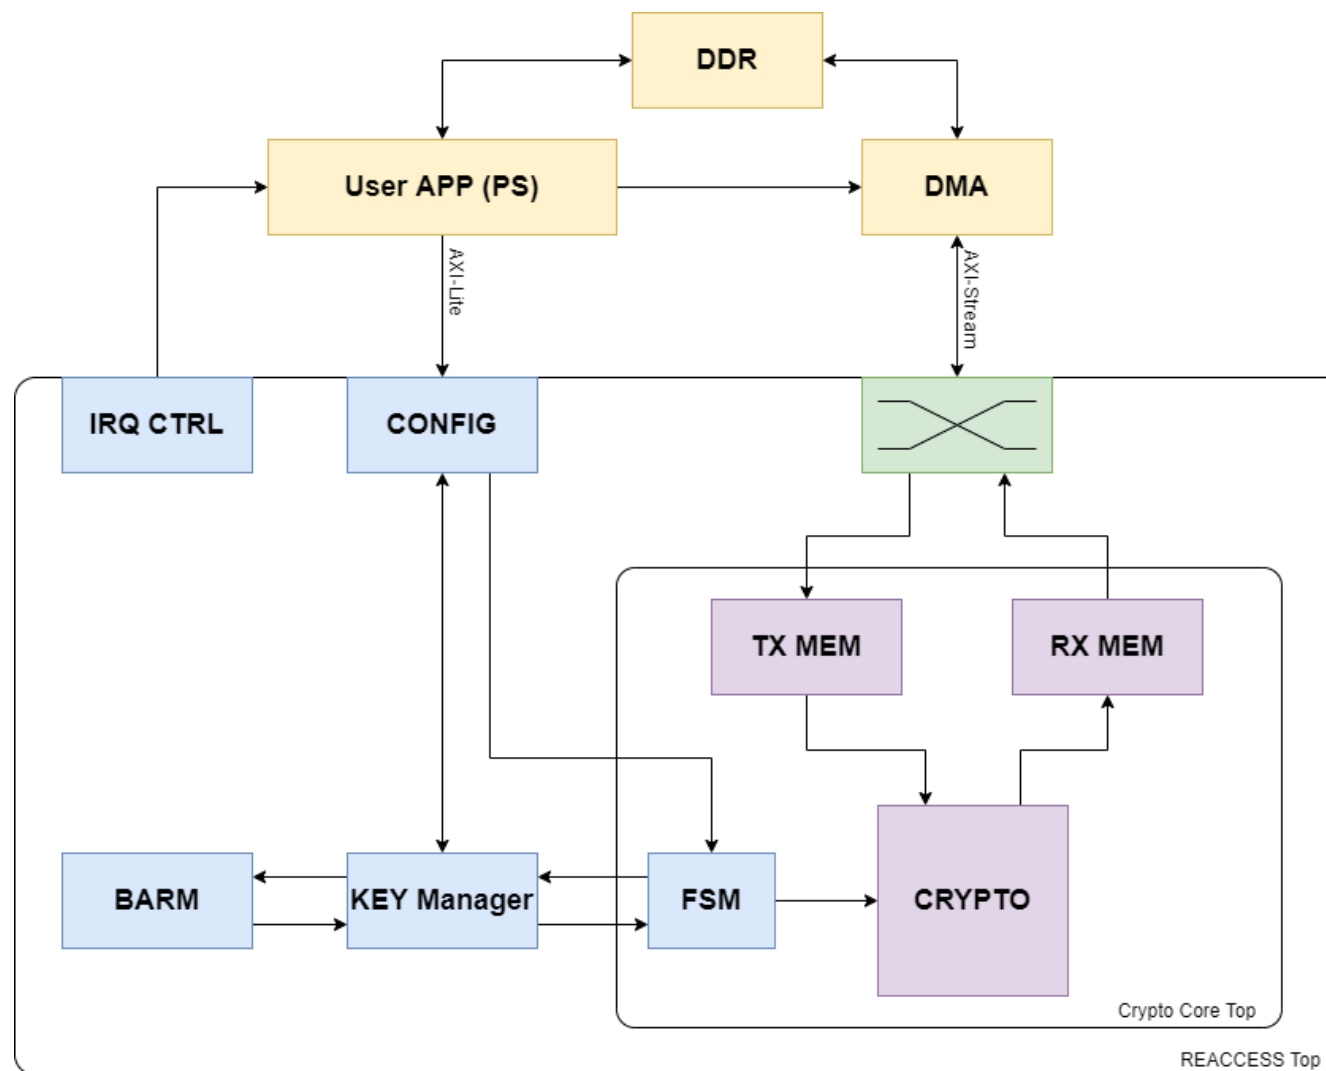 DDR
User APP (PS)
DMA
AXI-Lite
AXI-Stream
IRQ CTRL
CONFIG
TX MEM
RX MEM
BARM
KEY Manager
FSM
CRYPTO
Crypto Core Top
REACCESS Top